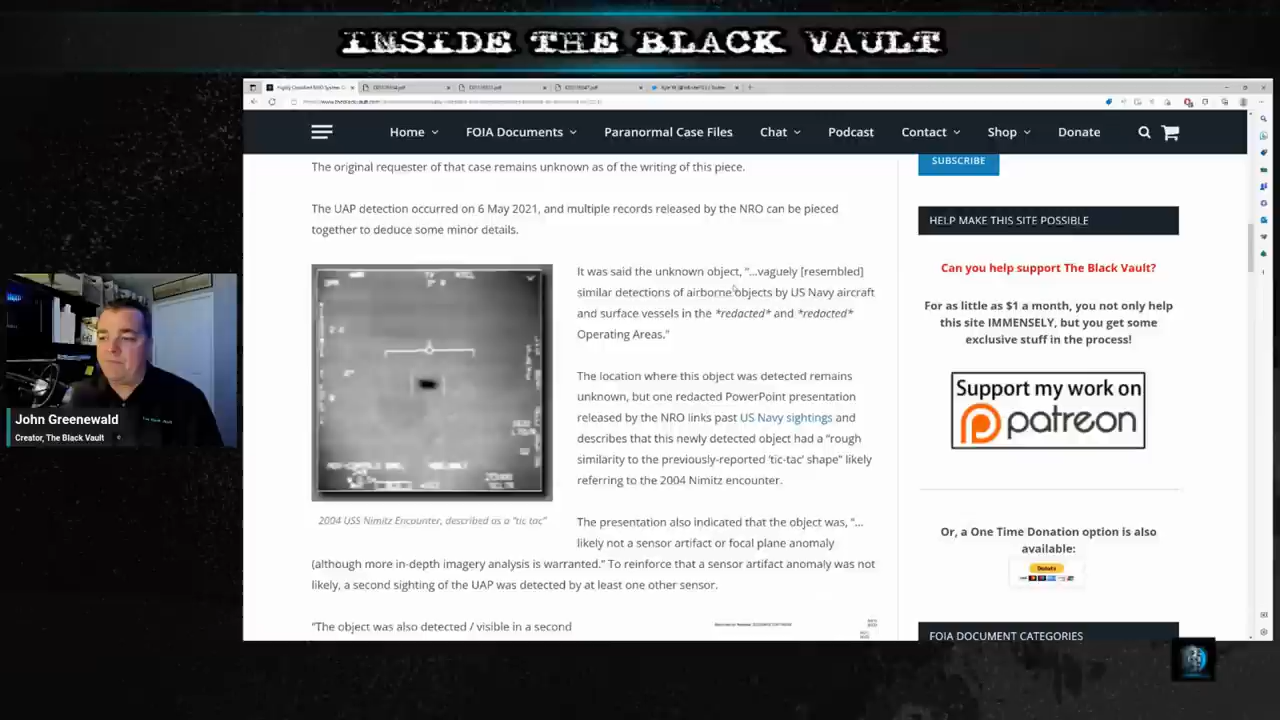 INSIDE THE BLACK VAULT
Home
FOIA Documents
Paranormal Case Files
Chat
Podcast
Contact
Shop
Donate
The original requester of that case remains unknown as of the writing of this piece.
The UAP detection occurred on 6 May 2021, and multiple records released by the NRO can be pieced
together to deduce some minor details.
It was said the unknown object, "...vaguely [resembled]
similar detections of airborne objects by US Navy aircraft
and surface vessels in the *redacted* and *redacted*
Operating Areas."
The location where this object was detected remains
unknown, but one redacted PowerPoint presentation
released by the NRO links past US Navy sightings and
describes that this newly detected object had a "rough
similarity to the previously-reported 'tic-tac' shape" likely
referring to the 2004 Nimitz encounter.
2004 USS Nimitz Encounter, described as a "tic tac"
The presentation also indicated that the object was, "...
likely not a sensor artifact or focal plane anomaly
(although more in-depth imagery analysis is warranted." To reinforce that a sensor artifact anomaly was not
likely, a second sighting of the UAP was detected by at least one other sensor.
"The object was also detected / visible in a second
SUBSCRIBE
HELP MAKE THIS SITE POSSIBLE
Can you help support The Black Vault?
For as little as $1 a month, you not only help
this site IMMENSELY, but you get some
exclusive stuff in the process!
Support my work on
patreon
Or, a One Time Donation option is also
available:
Donate
FOIA DOCUMENT CATEGORIES
John Greenewald
Creator, The Black Vault